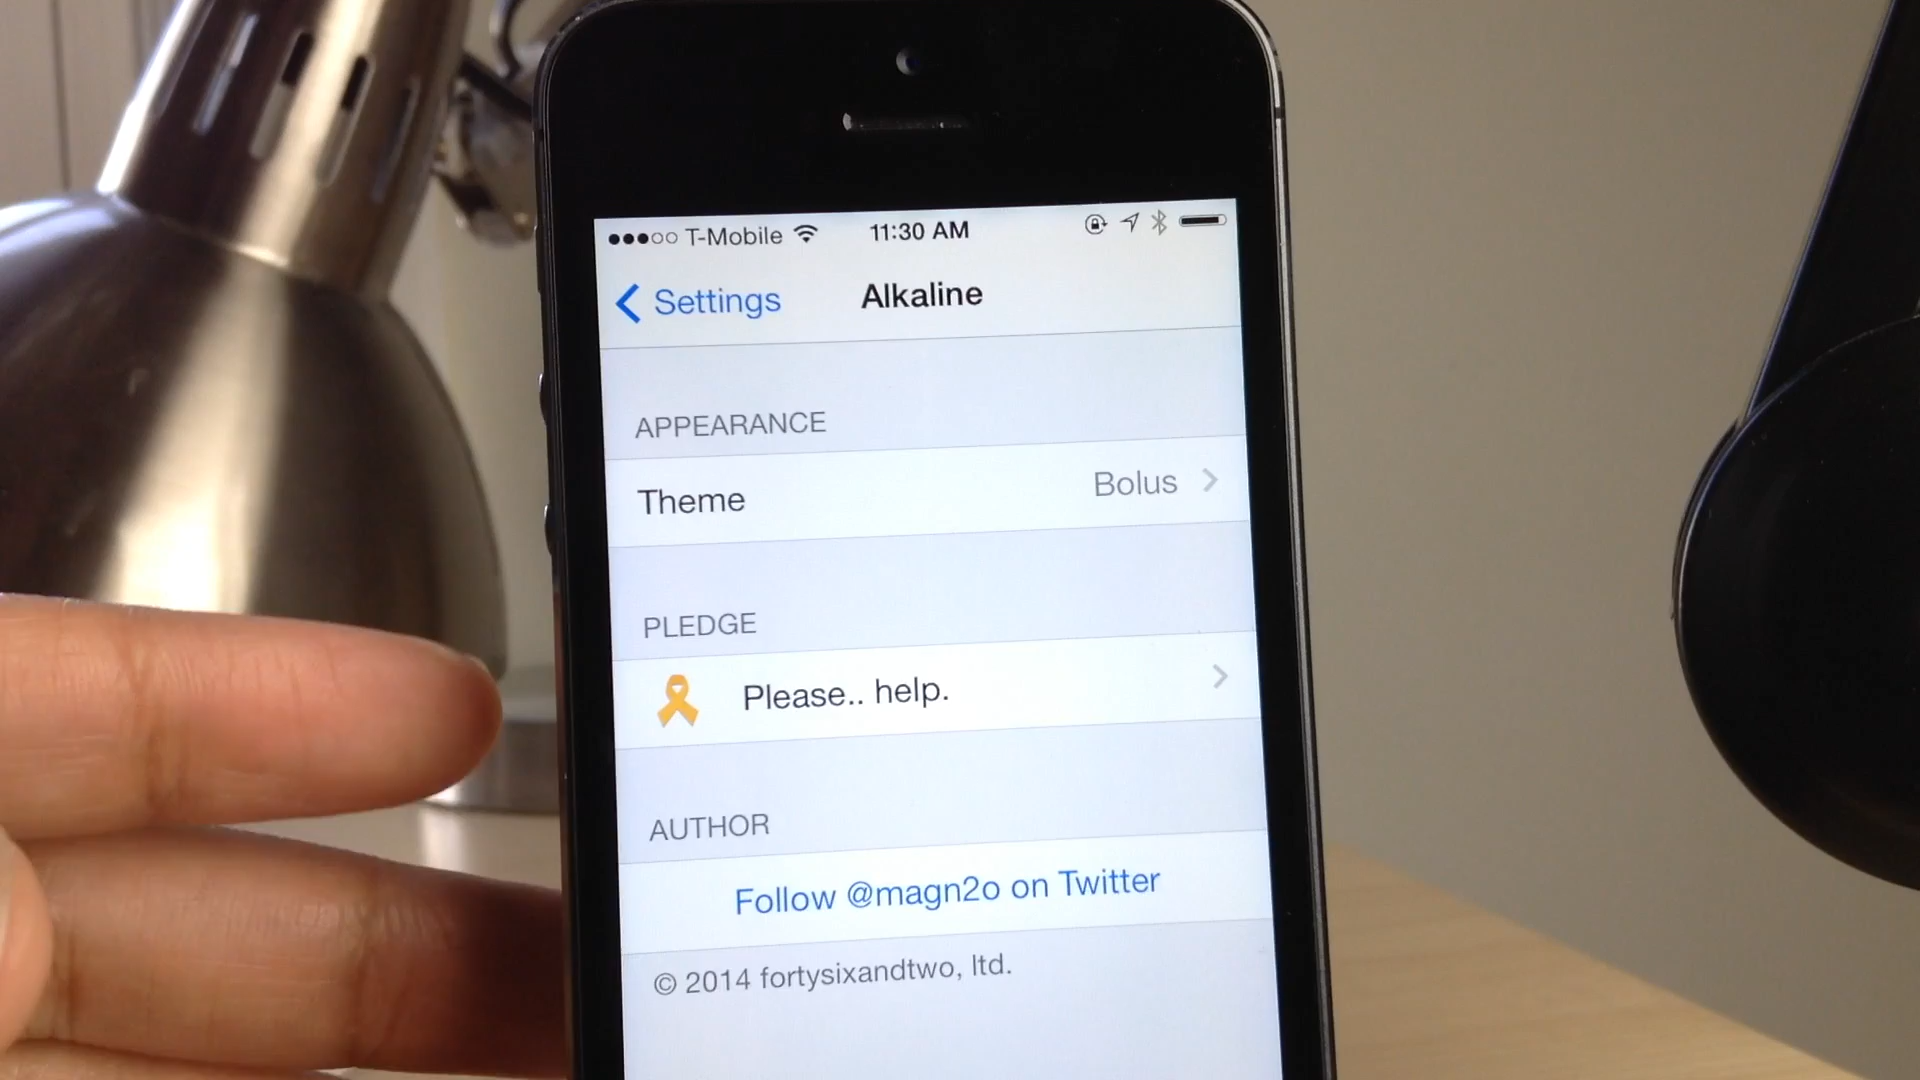 T-Mobile 11:30 AM
Settings Alkaline
APPEARANCE
Theme Bolus
PLEDGE
Please.. help.
AUTHOR
Follow @magn2o on Twitter
© 2014 fortysixandtwo, ltd.